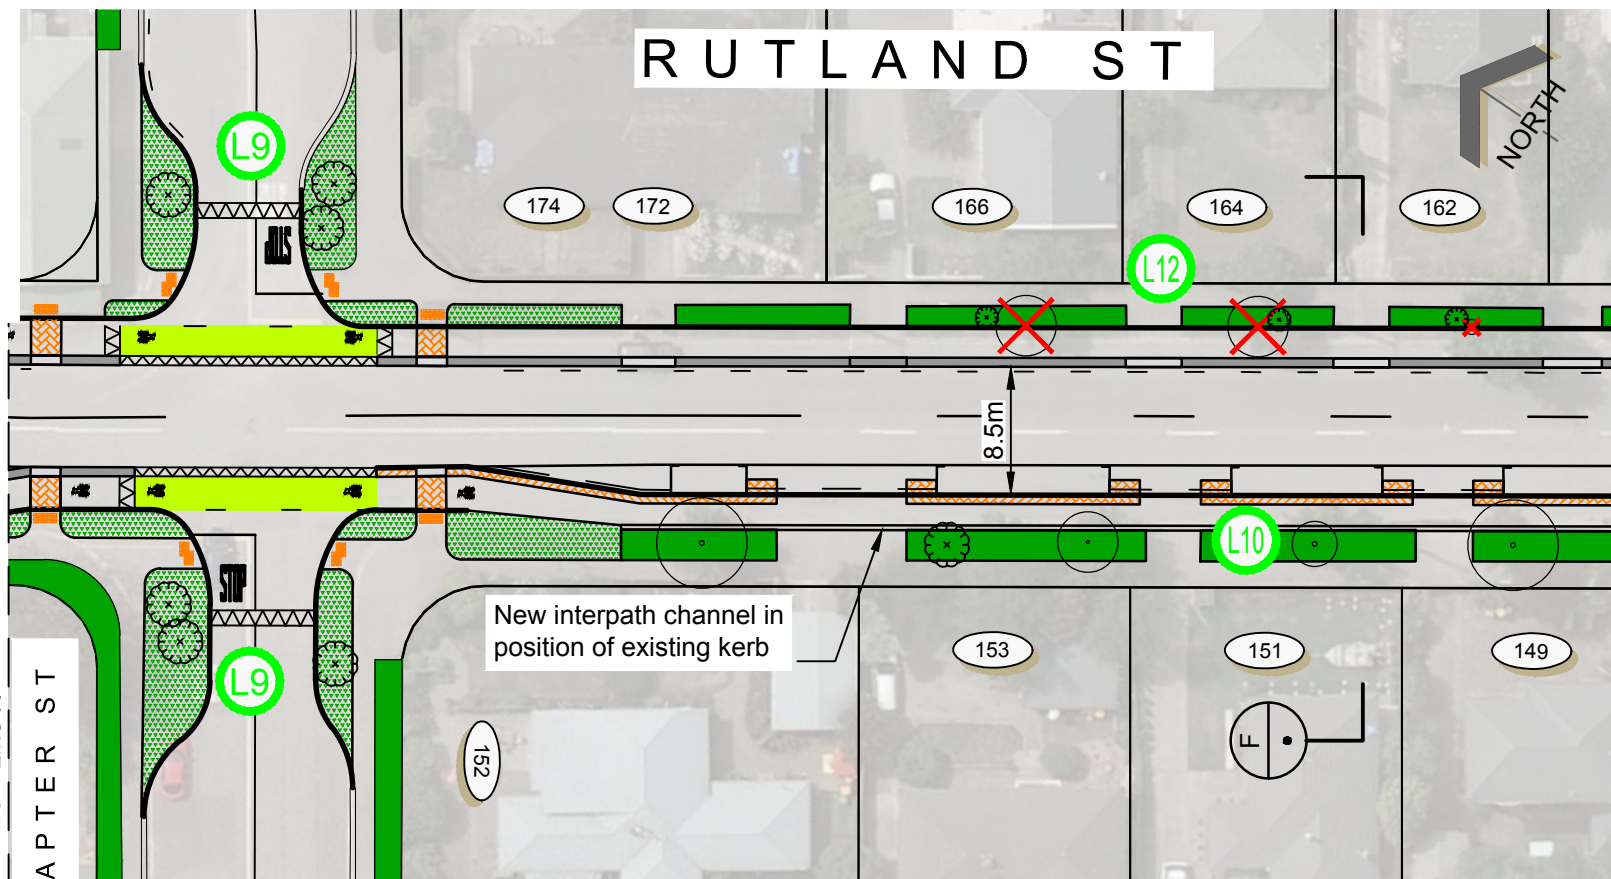 RUTLAND ST
NORTH
L9
STOP
174
172
166
164
162
L12
8.5m
L10
STOP
New interpath channel in
position of existing kerb
L9
153
151
149
152
F
APTER ST